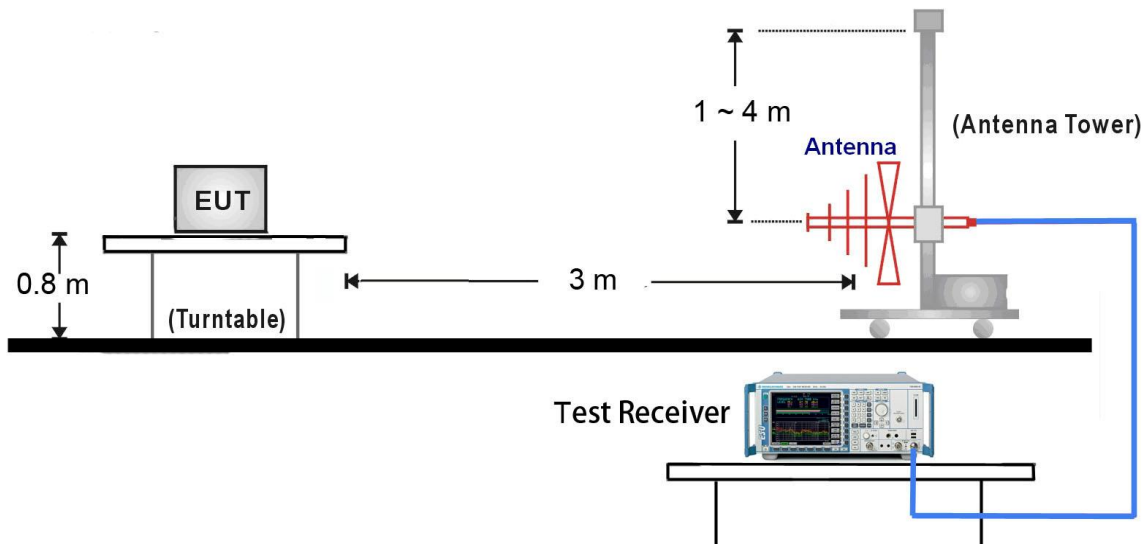 1 ~ 4 m
(Antenna Tower)
Antenna
EUT
0.8 m
3 m
(Turntable)
Test Receiver